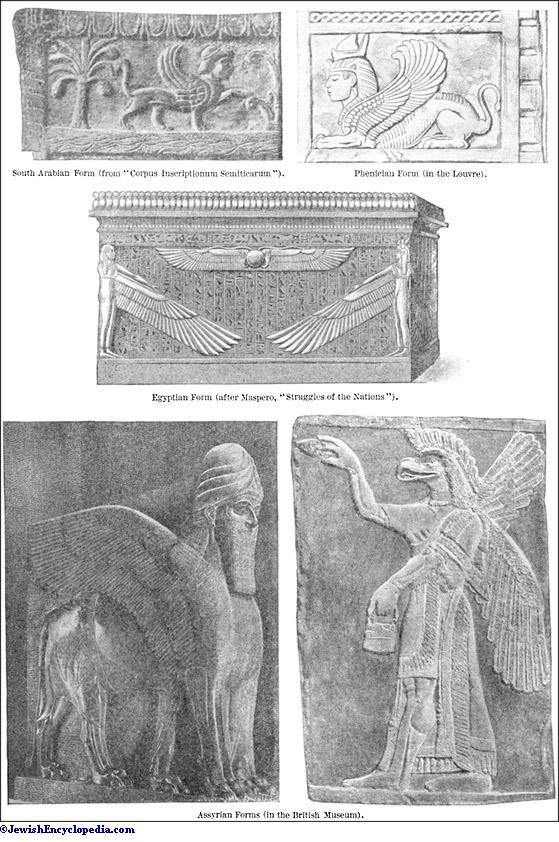 South Arabian Form (from "Corpus Inscriptionum Semiticarum").
Phenician Form (in the Louvre).
Egyptian Form (after Maspero, "Struggles of the Nations").
Assyrian Forms (in the British Museum).
©JewishEncyclopedia.com